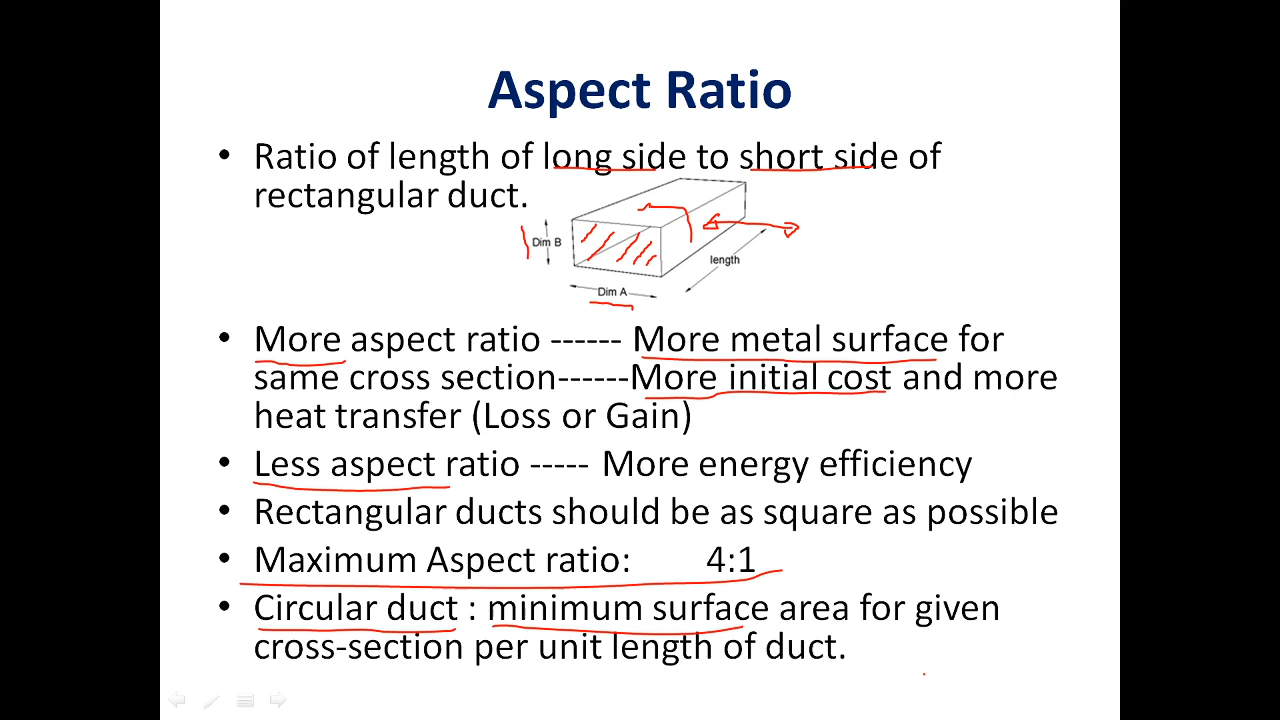 Aspect Ratio
• Ratio of length of long side to short side of
rectangular duct.
Dim B
length
Dim A
• More aspect ratio ------ More metal surface for
same cross section------More initial cost and more
heat transfer (Loss or Gain)
• Less aspect ratio ----- More energy efficiency
• Rectangular ducts should be as square as possible
• Maximum Aspect ratio: 4:1
• Circular duct : minimum surface area for given
cross-section per unit length of duct.